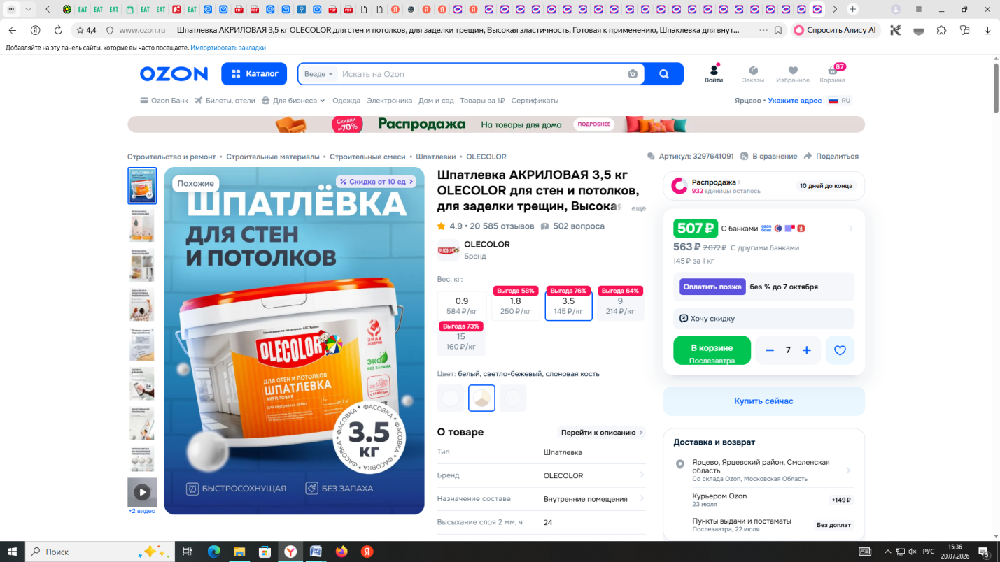 EAT
EAT
EAT
EAT
EAT
EAT
4,4
www.ozon.ru
Шпатлевка АКРИЛОВАЯ 3,5 кг OLECOLOR для стен и потолков, для заделки трещин, Высокая эластичность, Готовая к применению, Шпаклевка для внут...
Спросить Алису AI
Добавляйте на эту панель сайты, которые вы часто посещаете. Импортировать закладки
OZON
Каталог
Везде
Искать на Ozon
Войти
Заказы
Избранное
87
Корзина
Ozon Банк
Билеты, отели
Для бизнеса
Одежда
Электроника
Дом и сад
Товары за 1₽
Сертификаты
Ярцево • Укажите адрес
RU
Скидки до 70%
Распродажа
На товары для дома
ПОДРОБНЕЕ
Строительство и ремонт • Строительные материалы • Строительные смеси • Шпатлевки • OLECOLOR
Артикул: 3297641091
В сравнение
Поделиться
Похожие
% Скидка от 10 ед >
ШПАТЛЁВКА
ДЛЯ СТЕН
И ПОТОЛКОВ
OLECOLOR
ЗНАК ДОВЕРИЯ
ЭКО
БЕЗ ЗАПАХА
ДЛЯ СТЕН И ПОТОЛКОВ
ШПАТЛЕВКА
АКРИЛОВАЯ
для внутренних работ
ФАСОВКА • ФАСОВКА • ФАСОВКА • ФАСОВКА
3.5
кг
БЫСТРОСОХНУЩАЯ
БЕЗ ЗАПАХА
+2 видео
Шпатлевка АКРИЛОВАЯ 3,5 кг
OLECOLOR для стен и потолков,
для заделки трещин, Высокая
ещё
4.9 • 20 585 отзывов
502 вопроса
OLECOLOR
Бренд
Вес, кг:
0.9
584 ₽/кг
Выгода 58%
1.8
250 ₽/кг
Выгода 76%
3.5
145 ₽/кг
Выгода 64%
9
214 ₽/кг
Выгода 73%
15
160 ₽/кг
Цвет: белый, светло-бежевый, слоновая кость
О товаре
Перейти к описанию >
Тип
Шпатлевка
Бренд
OLECOLOR
Назначение состава
Внутренние помещения
Высыхание слоя 2 мм, ч
24
Распродажа >
932 единицы осталось
10 дней до конца
507 ₽
С банками
563 ₽ 2 072 ₽ С другими банками
145 ₽ за 1 кг
Оплатить позже
без % до 7 октября
Хочу скидку
В корзине
Послезавтра
7
Купить сейчас
Доставка и возврат
Ярцево, Ярцевский район, Смоленская
область
Со склада Ozon, Московская Область
Курьером Ozon
23 июля
+149 ₽
Пункты выдачи и постаматы
Послезавтра, 22 июля
Без доплат
Поиск
РУС
15:36
20.07.2026
5